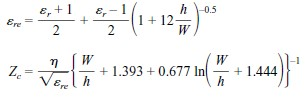 ε_re = (ε_r + 1)/2 + (ε_r − 1)/2 (1 + 12 h/W)^−0.5
Z_c = η/√ε_re {W/h + 1.393 + 0.677 ln(W/h + 1.444)}^−1